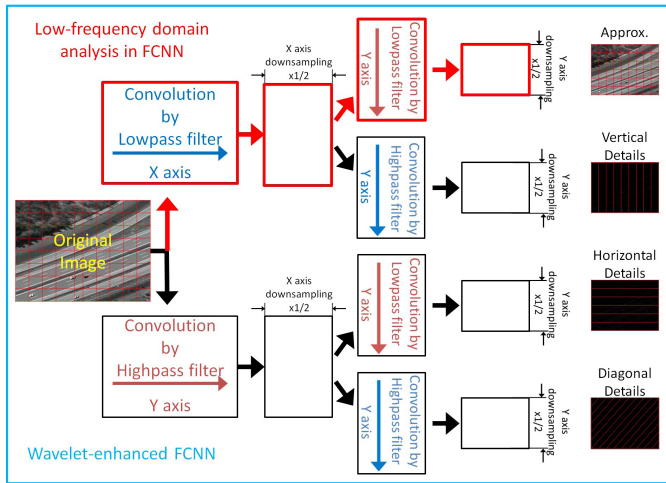 Low-frequency domain
analysis in FCNN
X axis
downsampling
x1/2
Convolution by
Lowpass filter
Y axis
Y axis
downsampling
x1/2
Approx.
Convolution
by
Lowpass filter
X axis
Convolution by
Highpass filter
Y axis
Y axis
downsampling
x1/2
Vertical
Details
Original
Image
X axis
downsampling
x1/2
Convolution by
Lowpass filter
Y axis
Y axis
downsampling
x1/2
Horizontal
Details
Convolution
by
Highpass filter
Y axis
Convolution by
Highpass filter
Y axis
Y axis
downsampling
x1/2
Diagonal
Details
Wavelet-enhanced FCNN